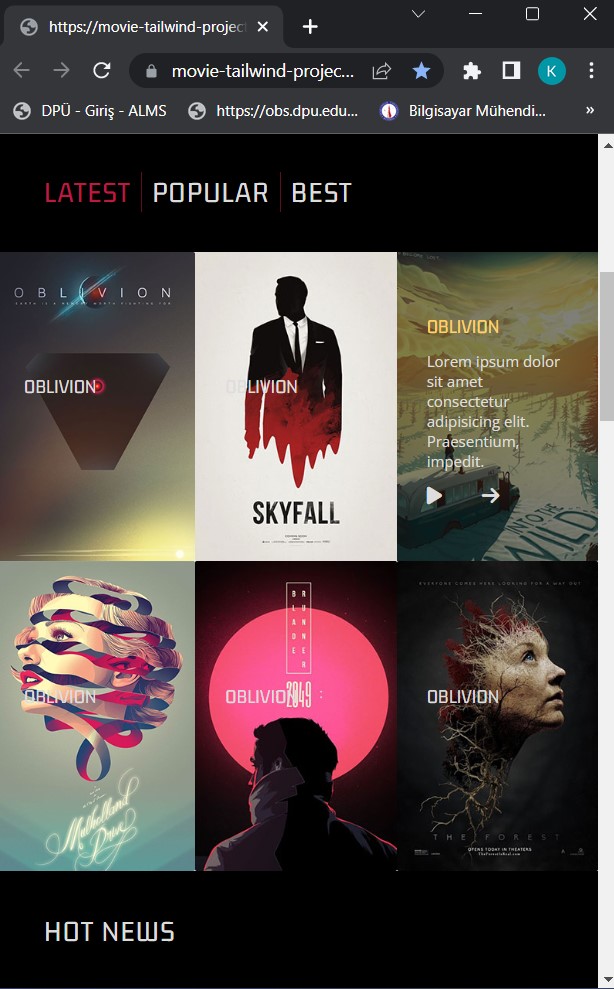 https://movie-tailwind-project
movie-tailwind-projec...
K
DPÜ - Giriş - ALMS
https://obs.dpu.edu...
Bilgisayar Mühendi...
»
LATEST
POPULAR
BEST
OBLIVION
EARTH IS A MEMORY WORTH FIGHTING FOR
OBLIVION
OBLIVION
SKYFALL
OBLIVION
Lorem ipsum dolor
sit amet
consectetur
adipisicing elit.
Praesentium,
impedit.
INTO THE
WILD
OBLIVION
Mulholland
Drive
BLADE
RUNNER
2049
OBLIVION
EVERYONE COMES HERE LOOKING FOR A WAY OUT
OBLIVION
THE FOREST
OPENS TODAY IN THEATERS
TheForestIsReal.com
HOT NEWS